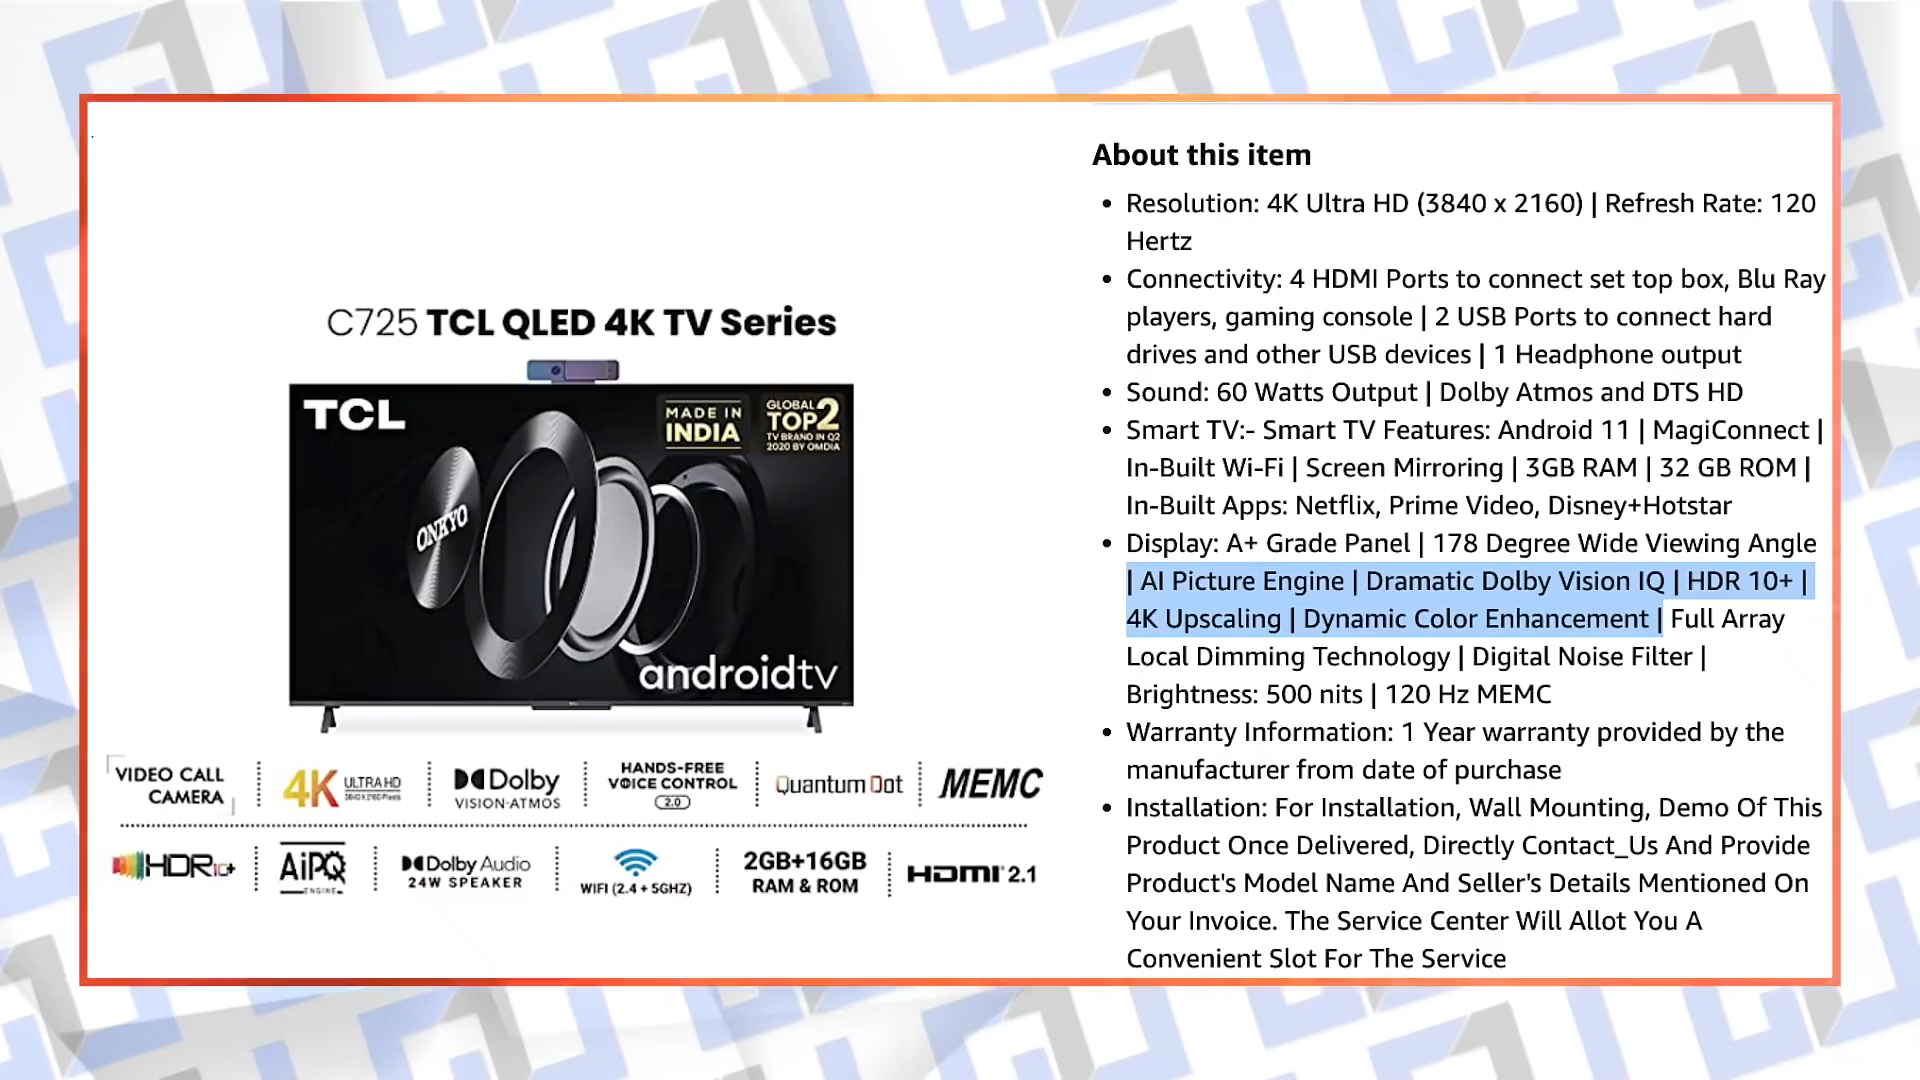 C725 TCL QLED 4K TV Series
TCL
MADE IN
INDIA
GLOBAL
TOP2
TV BRAND IN Q2
2020 BY OMDIA
ONKYO
androidtv
VIDEO CALL
CAMERA
4K ULTRA HD
3840 X 2160 Pixels
Dolby
VISION-ATMOS
HANDS-FREE
VOICE CONTROL
2.0
Quantum Dot
MEMC
HDR10+
AiPQ
ENGINE
Dolby Audio
24W SPEAKER
WIFI (2.4 + 5GHZ)
2GB+16GB
RAM & ROM
HDMI 2.1
About this item
• Resolution: 4K Ultra HD (3840 x 2160) | Refresh Rate: 120
Hertz
• Connectivity: 4 HDMI Ports to connect set top box, Blu Ray
players, gaming console | 2 USB Ports to connect hard
drives and other USB devices | 1 Headphone output
• Sound: 60 Watts Output | Dolby Atmos and DTS HD
• Smart TV:- Smart TV Features: Android 11 | MagiConnect |
In-Built Wi-Fi | Screen Mirroring | 3GB RAM | 32 GB ROM |
In-Built Apps: Netflix, Prime Video, Disney+Hotstar
• Display: A+ Grade Panel | 178 Degree Wide Viewing Angle
| AI Picture Engine | Dramatic Dolby Vision IQ | HDR 10+ |
4K Upscaling | Dynamic Color Enhancement | Full Array
Local Dimming Technology | Digital Noise Filter |
Brightness: 500 nits | 120 Hz MEMC
• Warranty Information: 1 Year warranty provided by the
manufacturer from date of purchase
• Installation: For Installation, Wall Mounting, Demo Of This
Product Once Delivered, Directly Contact_Us And Provide
Product's Model Name And Seller's Details Mentioned On
Your Invoice. The Service Center Will Allot You A
Convenient Slot For The Service